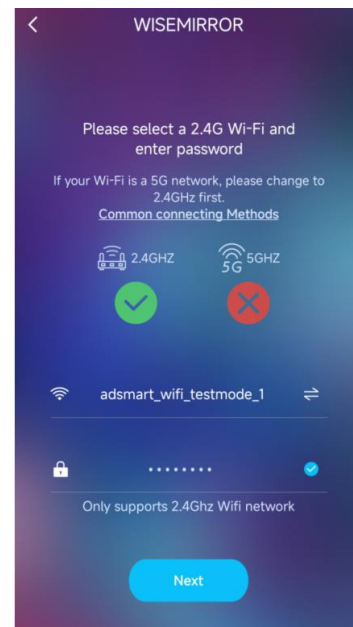 WISEMIRROR
Please select a 2.4G Wi-Fi and
enter password
If your Wi-Fi is a 5G network, please change to
2.4GHz first.
Common connecting Methods
2.4GHZ
5G 5GHZ
adsmart_wifi_testmode_1
Only supports 2.4Ghz Wifi network
Next